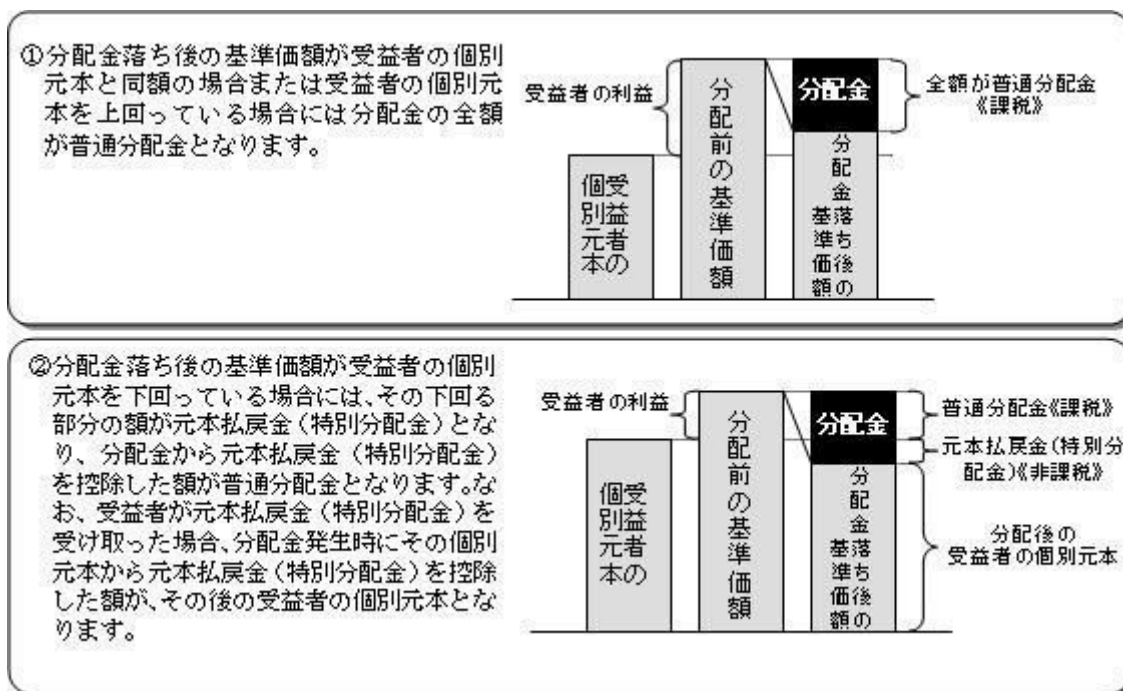 ①分配金落ち後の基準価額が受益者の個別
元本と同額の場合または受益者の個別元
本を上回っている場合には分配金の全額
が普通分配金となります。
受益者の利益
個別元本の
受益者の
分配前の基準価額
分配金
分配金落ち後の
基準価額
全額が普通分配金
《課税》
②分配金落ち後の基準価額が受益者の個別
元本を下回っている場合には、その下回る
部分の額が元本払戻金（特別分配金）とな
り、分配金から元本払戻金（特別分配金）
を控除した額が普通分配金となります。な
お、受益者が元本払戻金（特別分配金）を
受け取った場合、分配金発生時にその個別
元本から元本払戻金（特別分配金）を控除
した額が、その後の受益者の個別元本とな
ります。
受益者の利益
受益者の
個別元本
分配前の基準価額
分配金
分配金落ち後の
基準価額
普通分配金《課税》
元本払戻金（特別分
配金）《非課税》
分配後の
受益者の個別元本